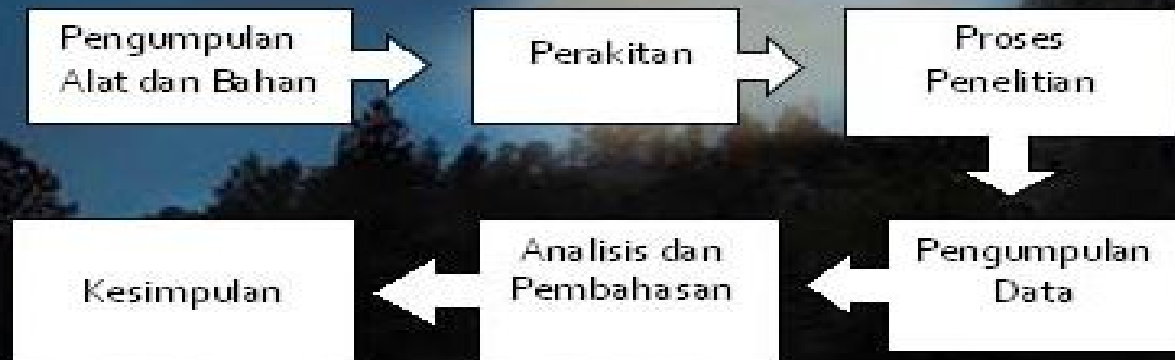 Pengumpulan
Alat dan Bahan
Perakitan
Proses
Penelitian
Pengumpulan
Data
Analisis dan
Pembahasan
Kesimpulan